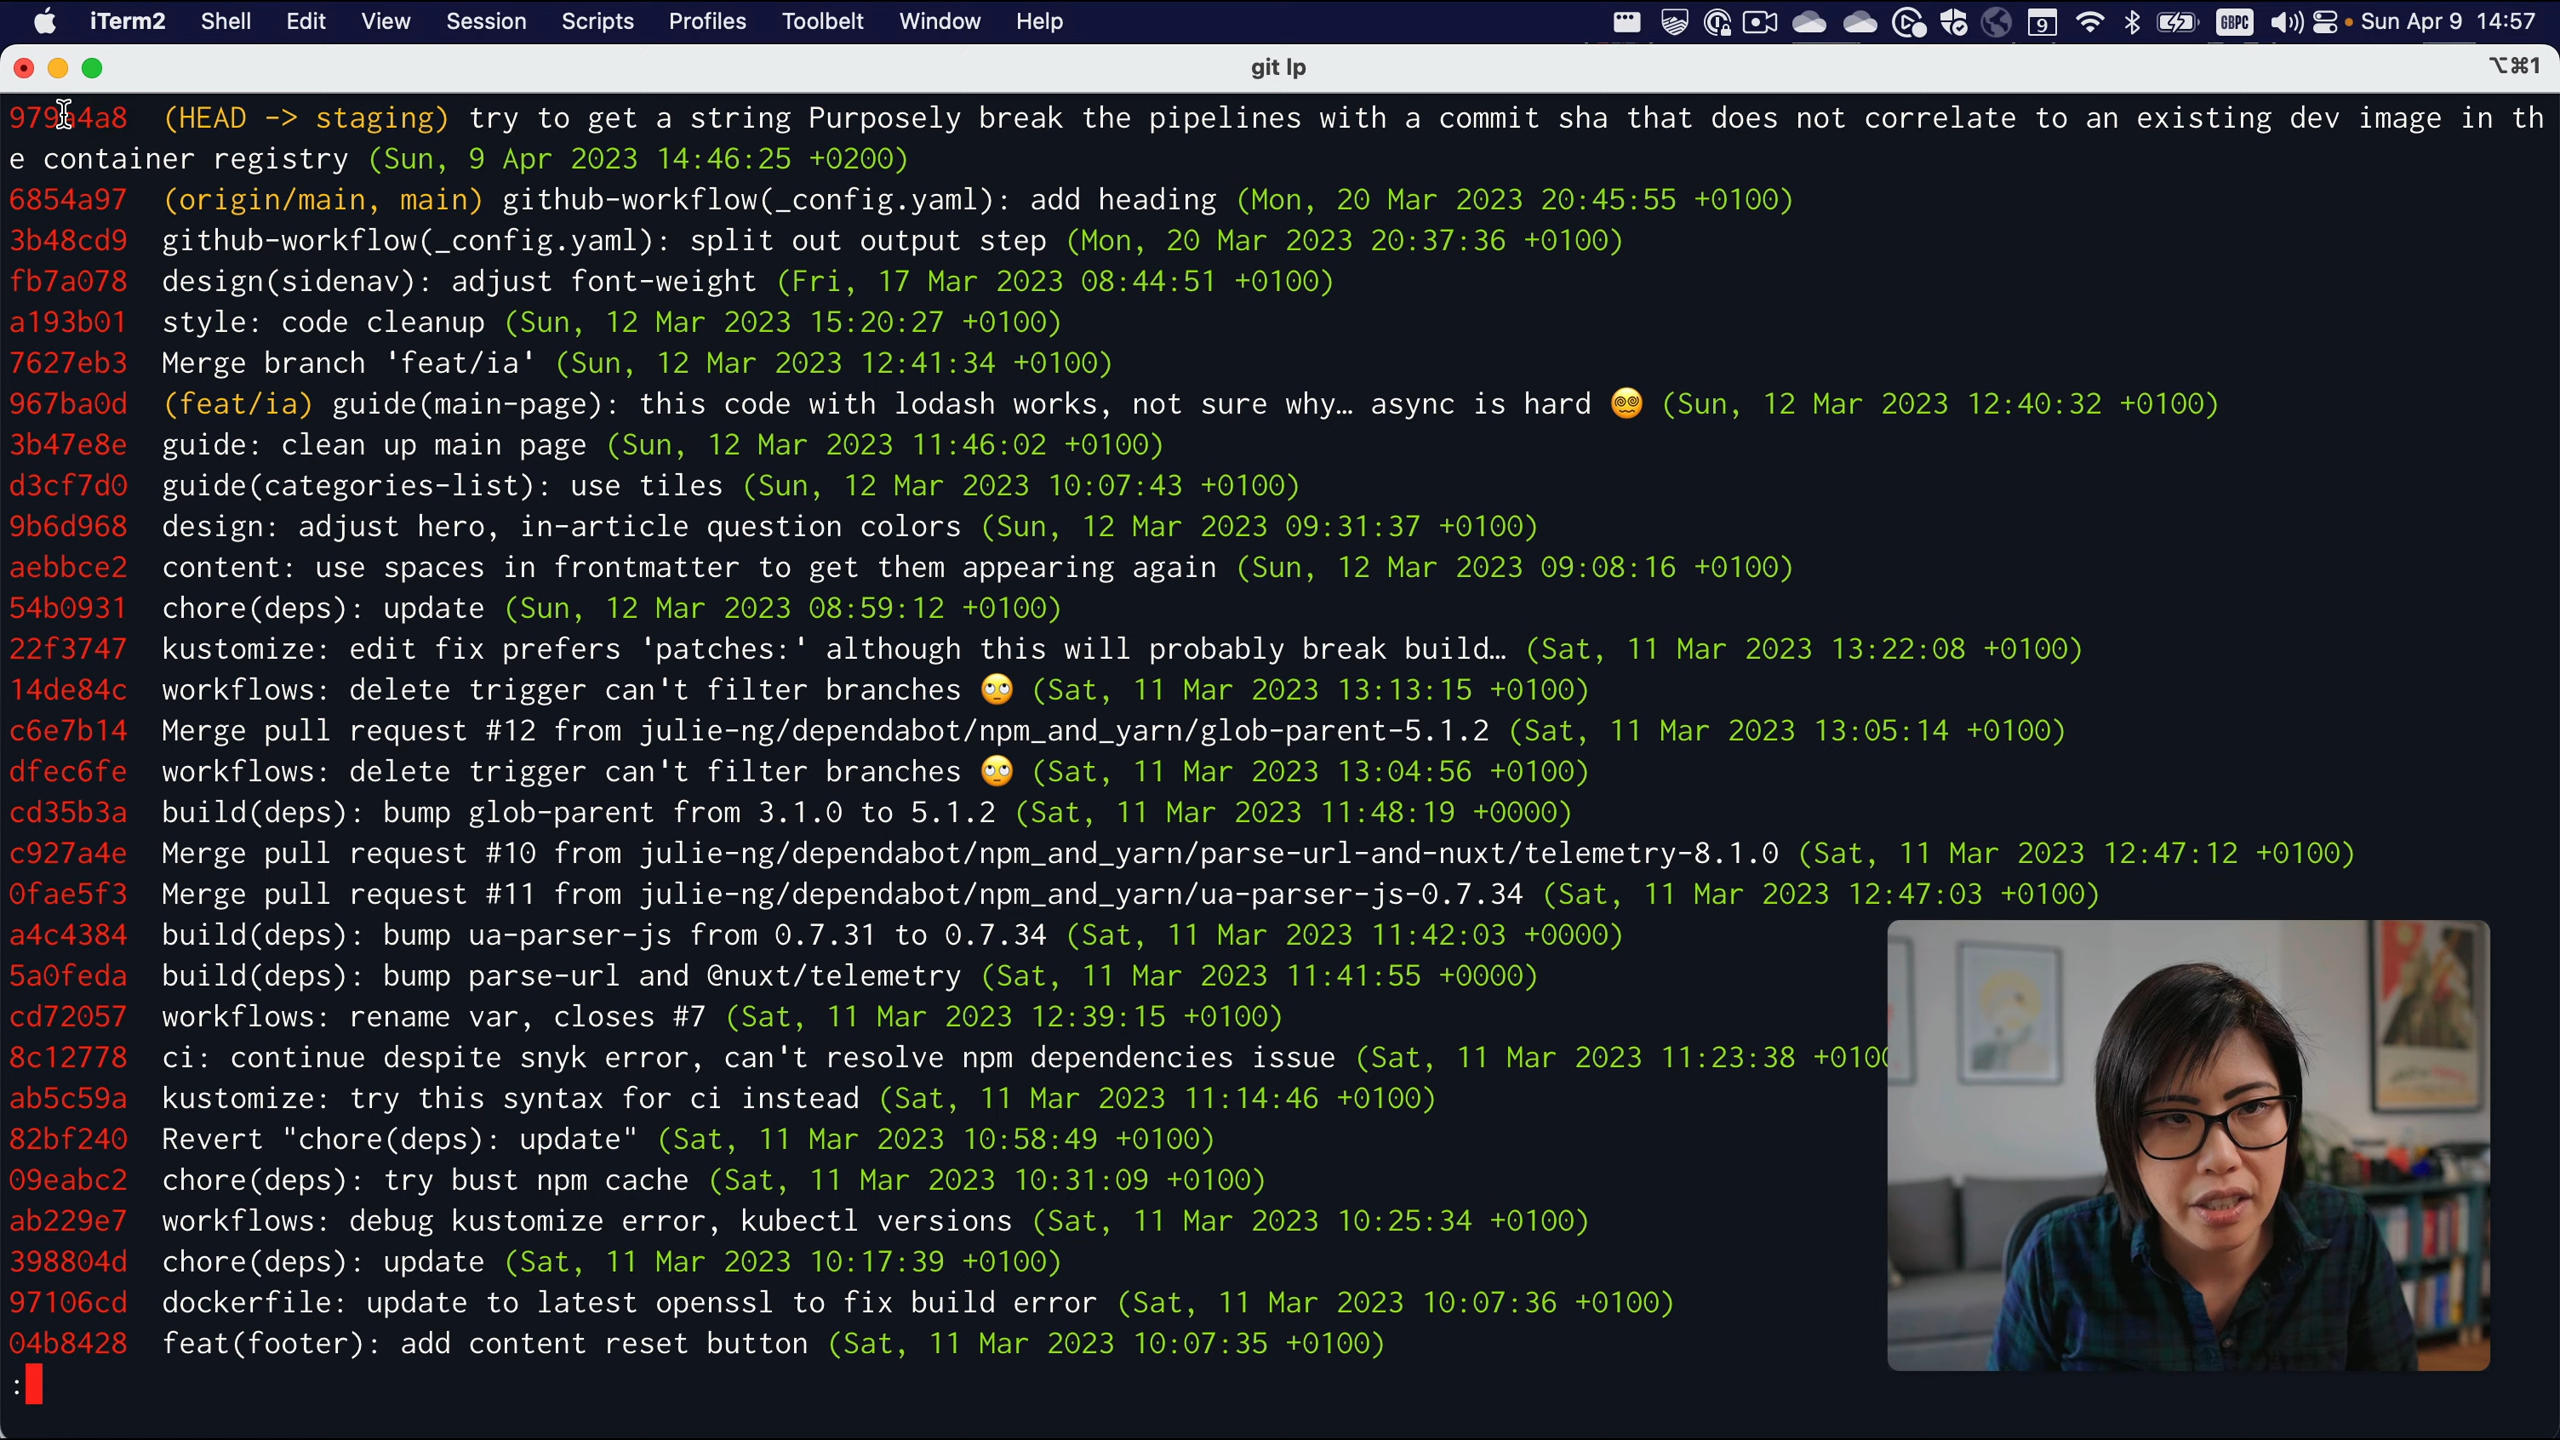 iTerm2 Shell Edit View Session Scripts Profiles Toolbelt Window Help 9 GBPC Sun Apr 9 14:57
git lp ⌥⌘1
979a4a8 (HEAD -> staging) try to get a string Purposely break the pipelines with a commit sha that does not correlate to an existing dev image in th
e container registry (Sun, 9 Apr 2023 14:46:25 +0200)
6854a97 (origin/main, main) github-workflow(_config.yaml): add heading (Mon, 20 Mar 2023 20:45:55 +0100)
3b48cd9 github-workflow(_config.yaml): split out output step (Mon, 20 Mar 2023 20:37:36 +0100)
fb7a078 design(sidenav): adjust font-weight (Fri, 17 Mar 2023 08:44:51 +0100)
a193b01 style: code cleanup (Sun, 12 Mar 2023 15:20:27 +0100)
7627eb3 Merge branch 'feat/ia' (Sun, 12 Mar 2023 12:41:34 +0100)
967ba0d (feat/ia) guide(main-page): this code with lodash works, not sure why… async is hard 😵‍💫 (Sun, 12 Mar 2023 12:40:32 +0100)
3b47e8e guide: clean up main page (Sun, 12 Mar 2023 11:46:02 +0100)
d3cf7d0 guide(categories-list): use tiles (Sun, 12 Mar 2023 10:07:43 +0100)
9b6d968 design: adjust hero, in-article question colors (Sun, 12 Mar 2023 09:31:37 +0100)
aebbce2 content: use spaces in frontmatter to get them appearing again (Sun, 12 Mar 2023 09:08:16 +0100)
54b0931 chore(deps): update (Sun, 12 Mar 2023 08:59:12 +0100)
22f3747 kustomize: edit fix prefers 'patches:' although this will probably break build… (Sat, 11 Mar 2023 13:22:08 +0100)
14de84c workflows: delete trigger can't filter branches 🙄 (Sat, 11 Mar 2023 13:13:15 +0100)
c6e7b14 Merge pull request #12 from julie-ng/dependabot/npm_and_yarn/glob-parent-5.1.2 (Sat, 11 Mar 2023 13:05:14 +0100)
dfec6fe workflows: delete trigger can't filter branches 🙄 (Sat, 11 Mar 2023 13:04:56 +0100)
cd35b3a build(deps): bump glob-parent from 3.1.0 to 5.1.2 (Sat, 11 Mar 2023 11:48:19 +0000)
c927a4e Merge pull request #10 from julie-ng/dependabot/npm_and_yarn/parse-url-and-nuxt/telemetry-8.1.0 (Sat, 11 Mar 2023 12:47:12 +0100)
0fae5f3 Merge pull request #11 from julie-ng/dependabot/npm_and_yarn/ua-parser-js-0.7.34 (Sat, 11 Mar 2023 12:47:03 +0100)
a4c4384 build(deps): bump ua-parser-js from 0.7.31 to 0.7.34 (Sat, 11 Mar 2023 11:42:03 +0000)
5a0feda build(deps): bump parse-url and @nuxt/telemetry (Sat, 11 Mar 2023 11:41:55 +0000)
cd72057 workflows: rename var, closes #7 (Sat, 11 Mar 2023 12:39:15 +0100)
8c12778 ci: continue despite snyk error, can't resolve npm dependencies issue (Sat, 11 Mar 2023 11:23:38 +0100
ab5c59a kustomize: try this syntax for ci instead (Sat, 11 Mar 2023 11:14:46 +0100)
82bf240 Revert "chore(deps): update" (Sat, 11 Mar 2023 10:58:49 +0100)
09eabc2 chore(deps): try bust npm cache (Sat, 11 Mar 2023 10:31:09 +0100)
ab229e7 workflows: debug kustomize error, kubectl versions (Sat, 11 Mar 2023 10:25:34 +0100)
398804d chore(deps): update (Sat, 11 Mar 2023 10:17:39 +0100)
97106cd dockerfile: update to latest openssl to fix build error (Sat, 11 Mar 2023 10:07:36 +0100)
04b8428 feat(footer): add content reset button (Sat, 11 Mar 2023 10:07:35 +0100)
: